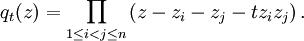 q_t(z) = \prod_{1 \le i < j \le n} (z - z_i - z_j - t z_i z_j) .